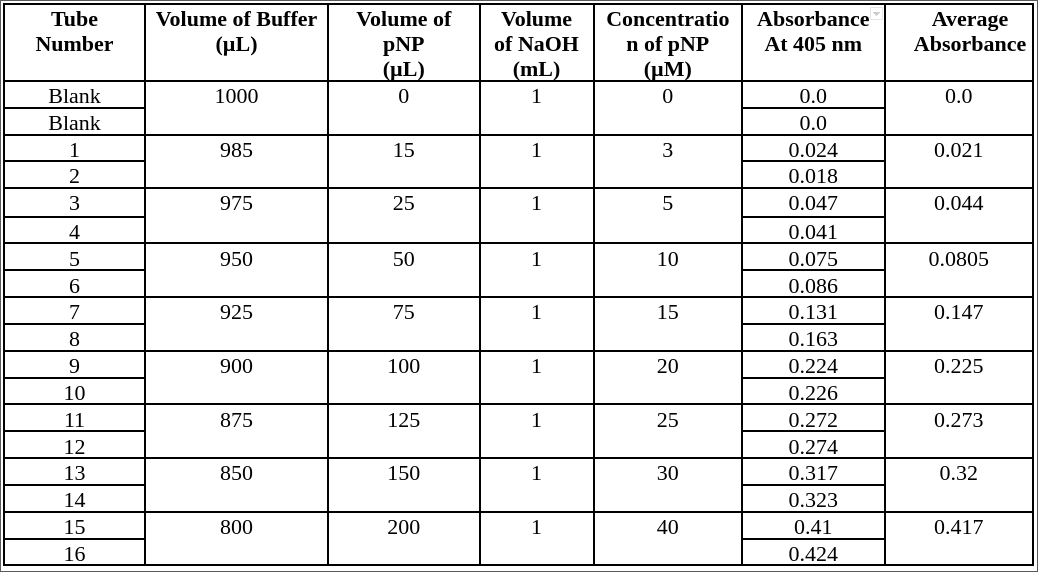 Tube Number | Volume of Buffer (µL) | Volume of pNP (µL) | Volume of NaOH (mL) | Concentratio n of pNP (µM) | Absorbance At 405 nm | Average Absorbance
Blank | 1000 | 0 | 1 | 0 | 0.0 | 0.0
Blank | 0.0
1 | 985 | 15 | 1 | 3 | 0.024 | 0.021
2 | 0.018
3 | 975 | 25 | 1 | 5 | 0.047 | 0.044
4 | 0.041
5 | 950 | 50 | 1 | 10 | 0.075 | 0.0805
6 | 0.086
7 | 925 | 75 | 1 | 15 | 0.131 | 0.147
8 | 0.163
9 | 900 | 100 | 1 | 20 | 0.224 | 0.225
10 | 0.226
11 | 875 | 125 | 1 | 25 | 0.272 | 0.273
12 | 0.274
13 | 850 | 150 | 1 | 30 | 0.317 | 0.32
14 | 0.323
15 | 800 | 200 | 1 | 40 | 0.41 | 0.417
16 | 0.424